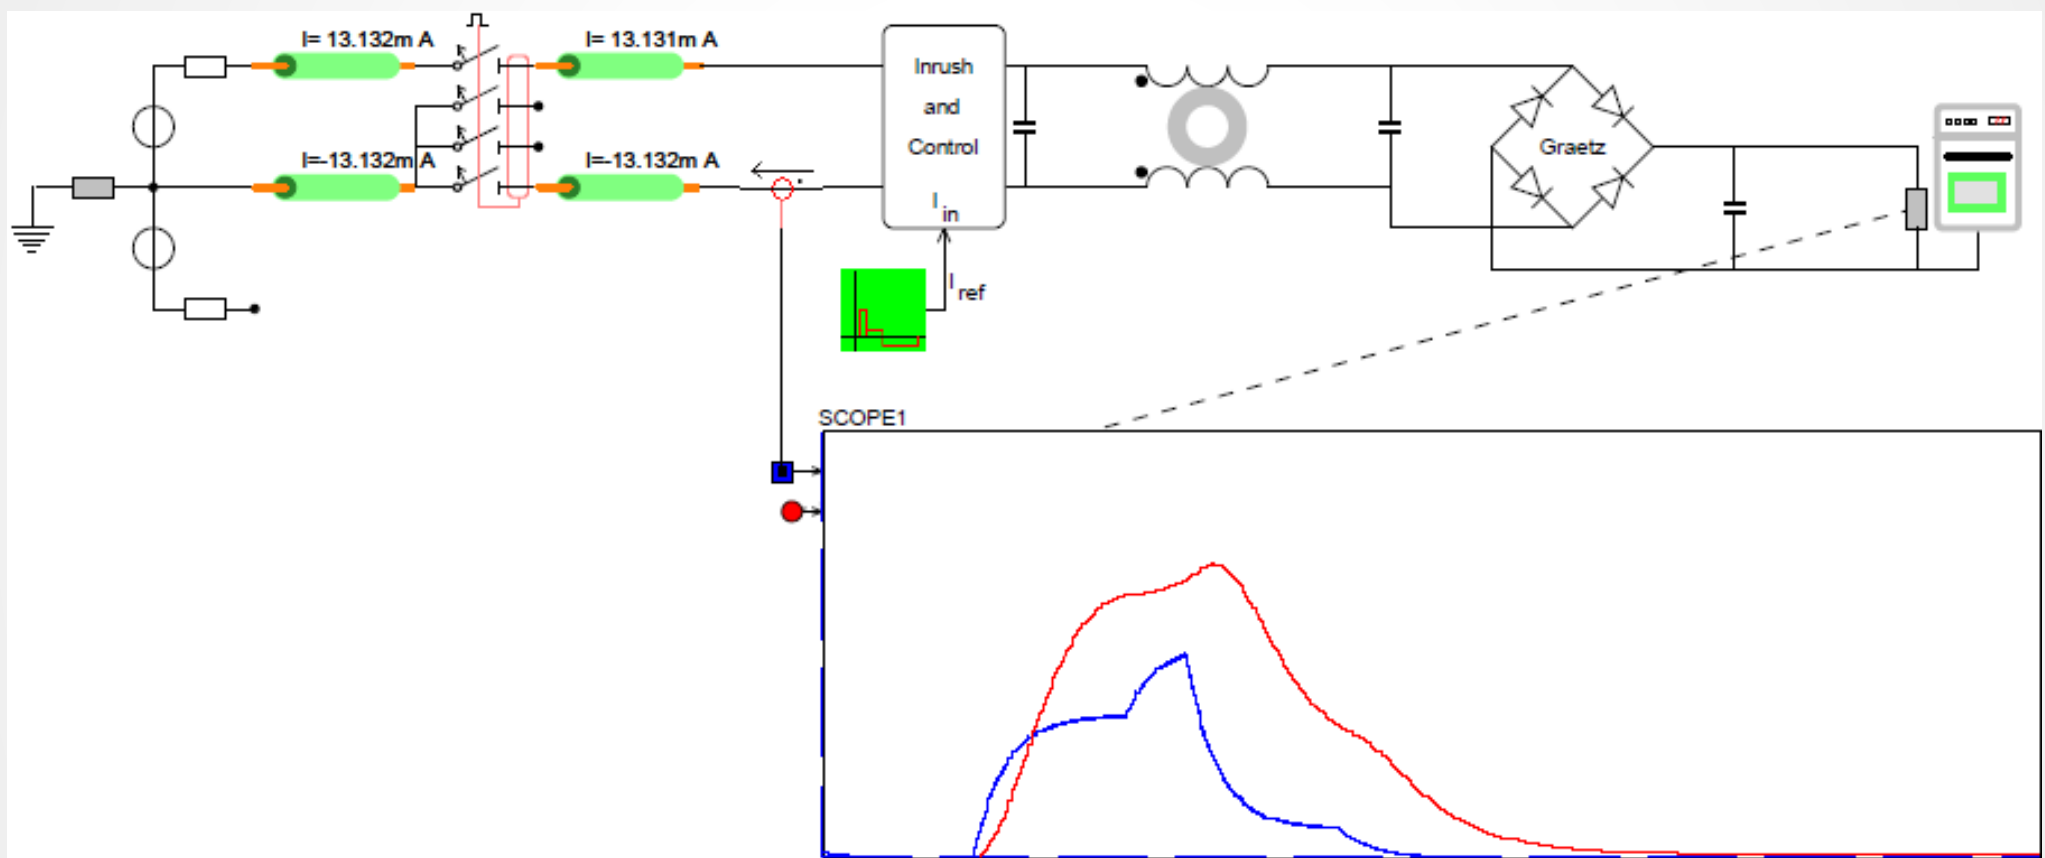 I= 13.132m A
I= 13.131m A
I=-13.132m A
I=-13.132m A
Inrush
and
Control
I in
I ref
Graetz
SCOPE1